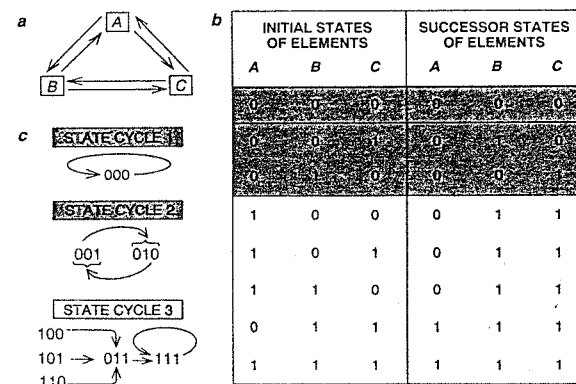 a
A
B C
c
STATE CYCLE 1
000
STATE CYCLE 2
001 010
STATE CYCLE 3
100
101 011 111
110
b
INITIAL STATES OF ELEMENTS SUCCESSOR STATES OF ELEMENTS
A B C A B C
0 0 0 0 0 0
0 0 1 0 1 0
0 1 0 0 0 1
1 0 0 0 1 1
1 0 1 0 1 1
1 1 0 0 1 1
0 1 1 1 1 1
1 1 1 1 1 1